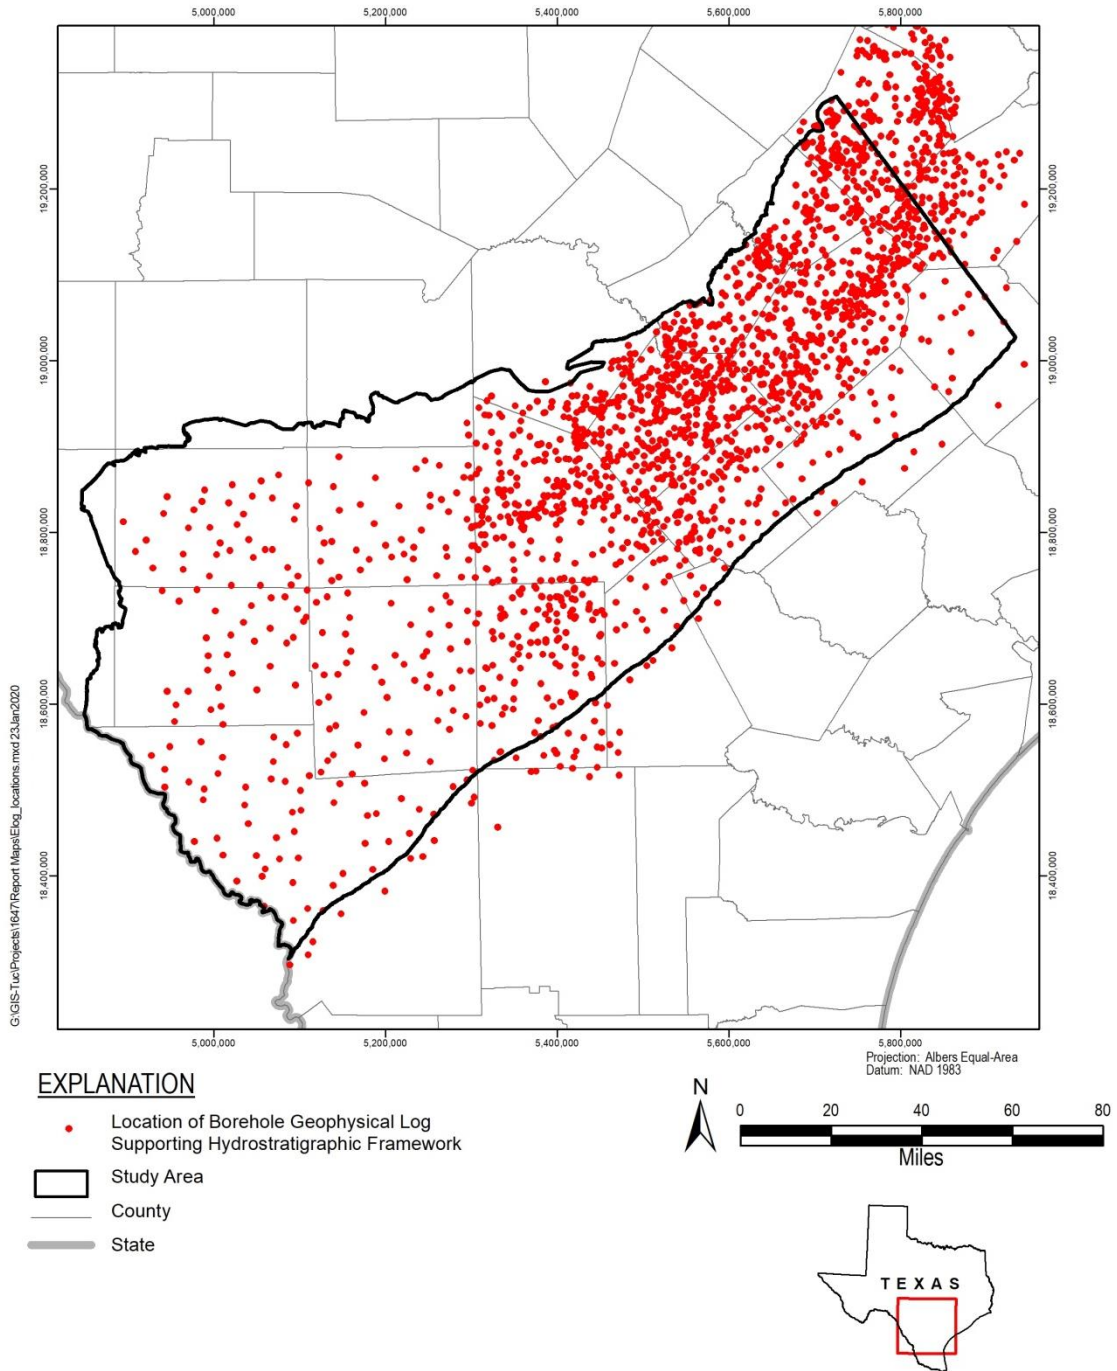 5,000,000 5,200,000 5,400,000 5,600,000 5,800,000
19,200,000 19,200,000
19,000,000 19,000,000
18,800,000 18,800,000
18,600,000 18,600,000
18,400,000 18,400,000
G:\GIS-Tuc\Projects\1647\Report Maps\Elog_locations.mxd 23Jan2020
5,000,000 5,200,000 5,400,000 5,600,000 5,800,000
Projection: Albers Equal-Area
Datum: NAD 1983
EXPLANATION
Location of Borehole Geophysical Log
Supporting Hydrostratigraphic Framework
Study Area
County
State
N
0 20 40 60 80
Miles
TEXAS